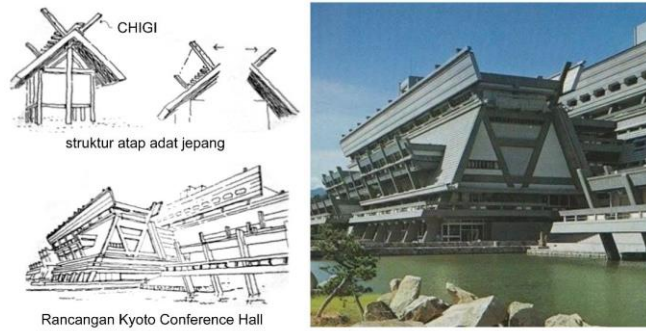 CHIGI
struktur atap adat jepang
Rancangan Kyoto Conference Hall